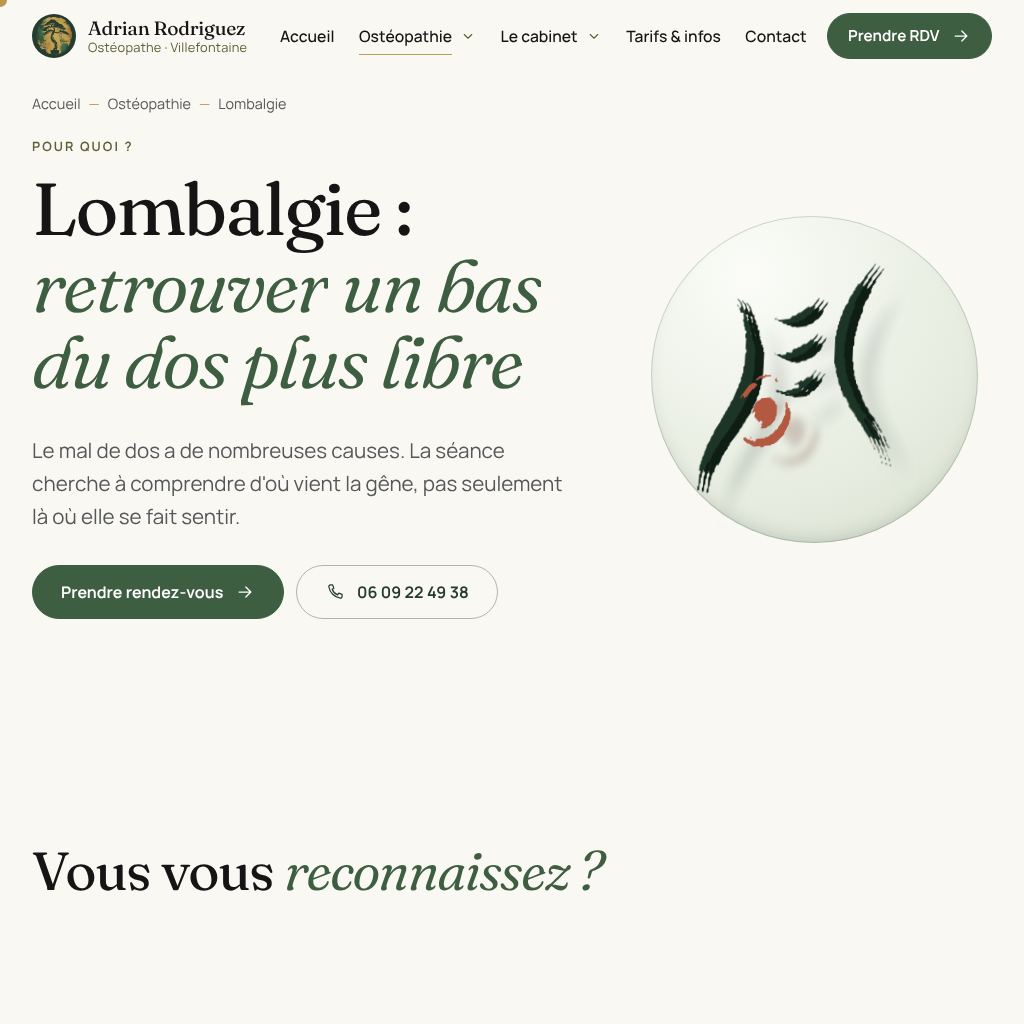 Adrian Rodriguez
Ostéopathe · Villefontaine
Accueil
Ostéopathie
Le cabinet
Tarifs & infos
Contact
Prendre RDV
Accueil — Ostéopathie — Lombalgie
POUR QUOI ?
Lombalgie :
retrouver un bas
du dos plus libre
Le mal de dos a de nombreuses causes. La séance
cherche à comprendre d'où vient la gêne, pas seulement
là où elle se fait sentir.
Prendre rendez-vous
06 09 22 49 38
Vous vous reconnaissez ?